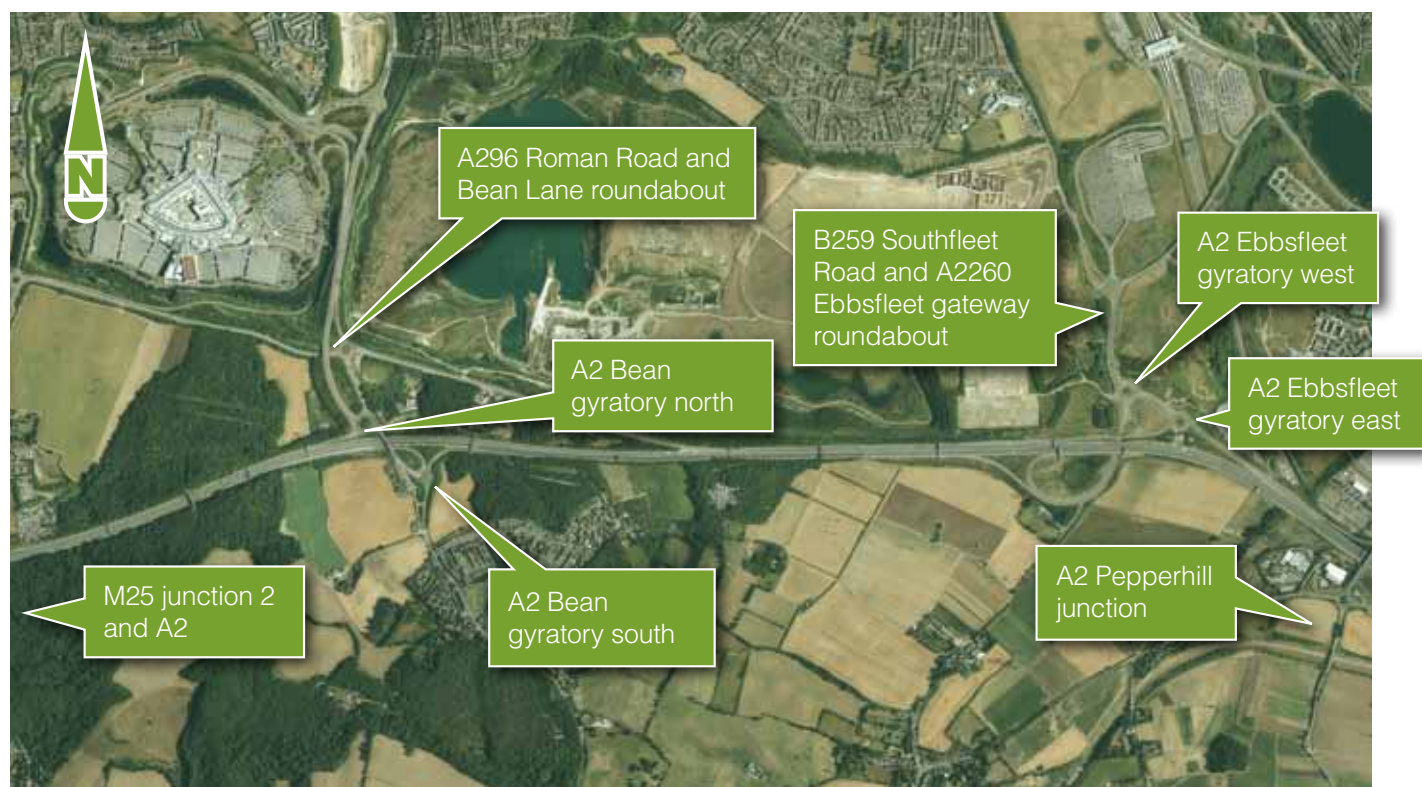 N
A296 Roman Road and
Bean Lane roundabout
B259 Southfleet
Road and A2260
Ebbsfleet gateway
roundabout
A2 Ebbsfleet
gyratory west
A2 Bean
gyratory north
A2 Ebbsfleet
gyratory east
M25 junction 2
and A2
A2 Bean
gyratory south
A2 Pepperhill
junction